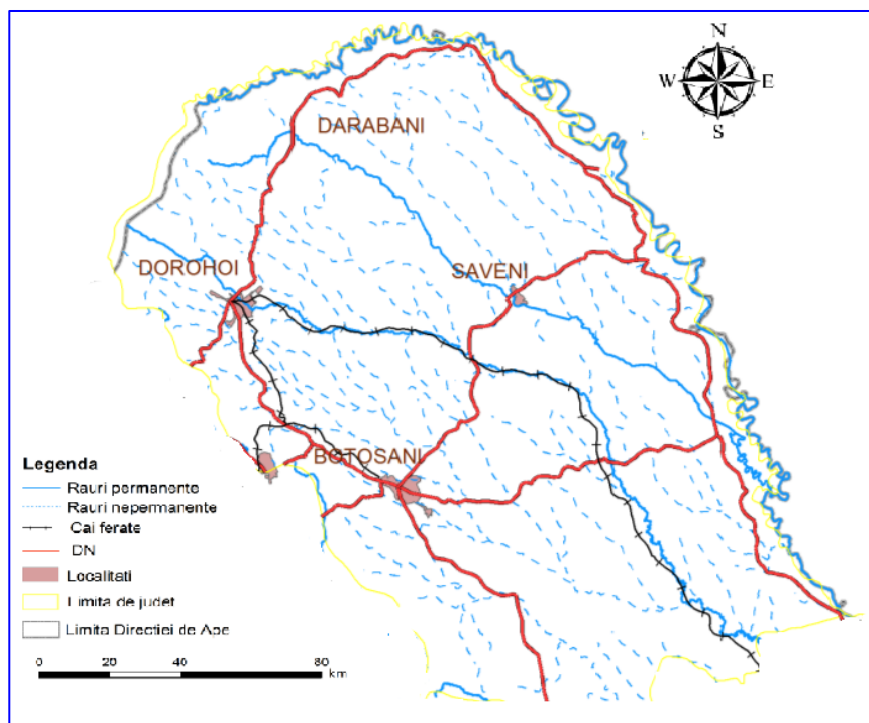 N
W E
S
DARABANI
DOROHOI
SAVENI
BOTOSANI
Legenda
Rauri permanente
Rauri nepermanente
Cai ferate
DN
Localitati
Limita de judet
Limita Directiei de Ape
0 20 40 80
km